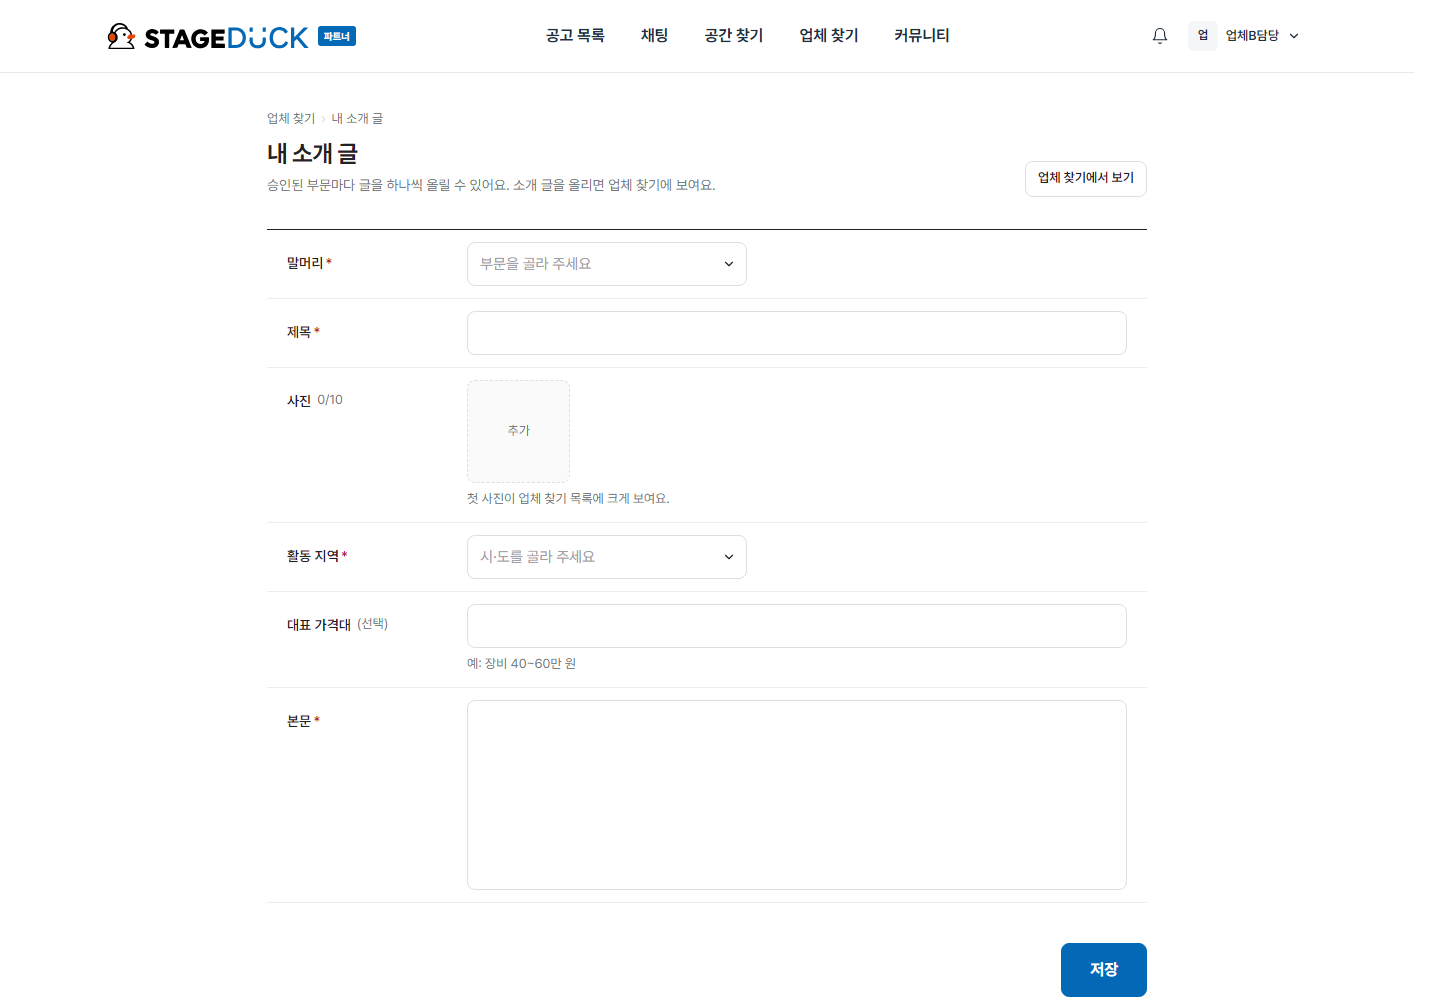 STAGEDUCK 파트너
공고 목록 채팅 공간 찾기 업체 찾기 커뮤니티
업 업체B담당
업체 찾기 › 내 소개 글
내 소개 글
승인된 부문마다 글을 하나씩 올릴 수 있어요. 소개 글을 올리면 업체 찾기에 보여요.
업체 찾기에서 보기
말머리 *
부문을 골라 주세요
제목 *
사진 0/10
추가
첫 사진이 업체 찾기 목록에 크게 보여요.
활동 지역 *
시·도를 골라 주세요
대표 가격대 (선택)
예: 장비 40~60만 원
본문 *
저장